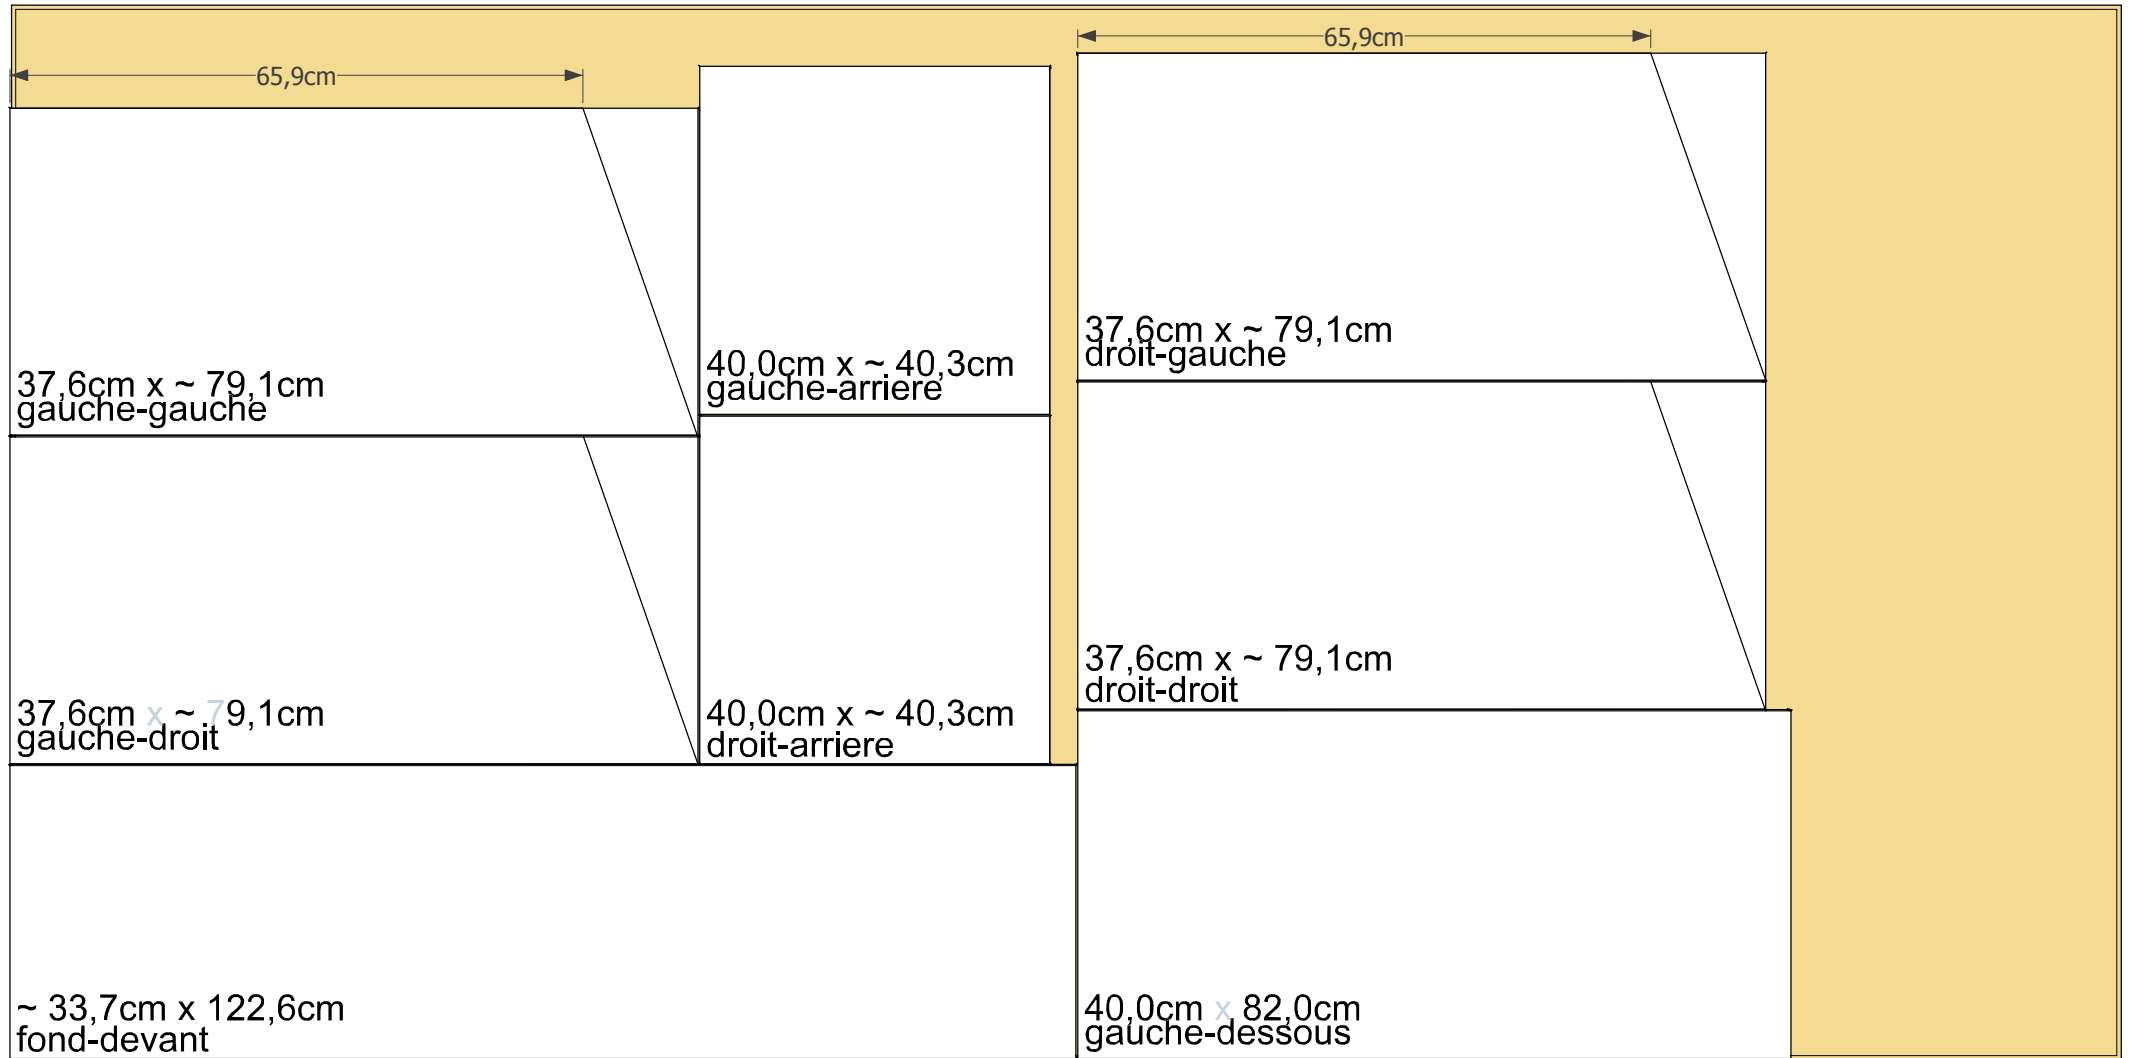 65,9cm
65,9cm
37,6cm x ~ 79,1cm
gauche-gauche
40,0cm x ~ 40,3cm
gauche-arriere
37,6cm x ~ 79,1cm
droit-gauche
37,6cm x ~ 79,1cm
gauche-droit
40,0cm x ~ 40,3cm
droit-arriere
37,6cm x ~ 79,1cm
droit-droit
~ 33,7cm x 122,6cm
fond-devant
40,0cm x 82,0cm
gauche-dessous